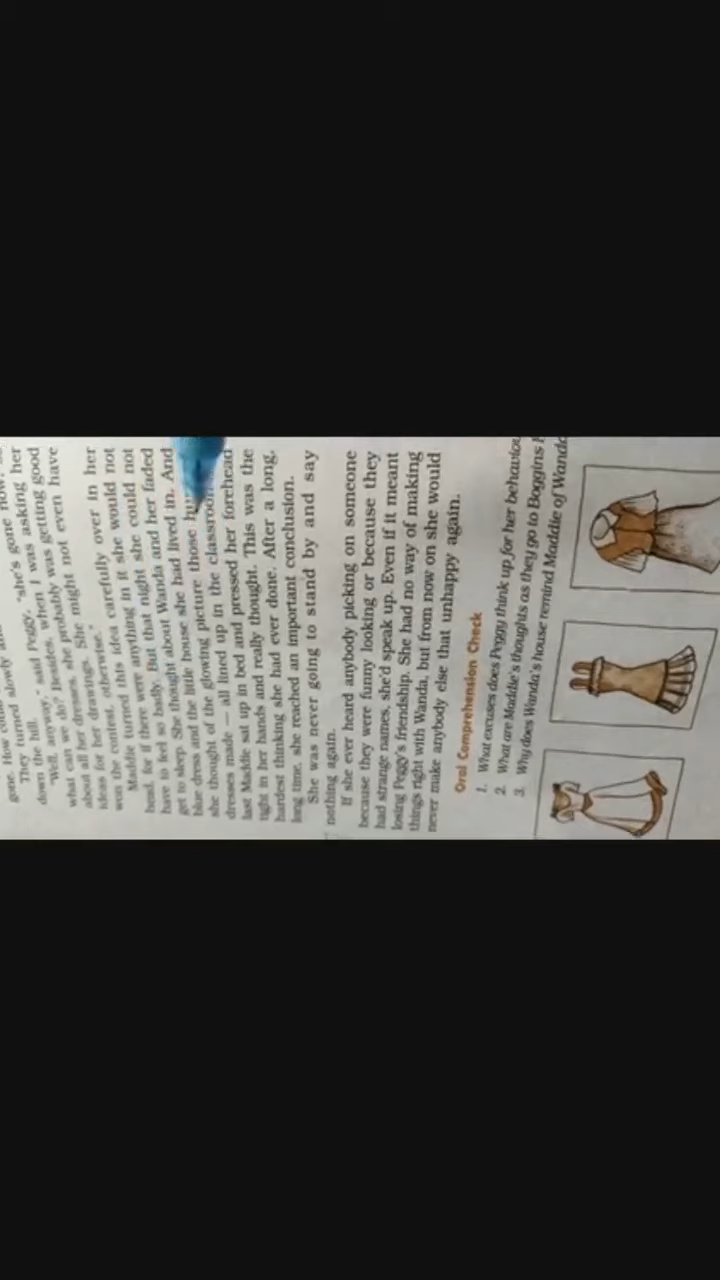 gone. How
They turned slowly
down the hill.
"Well, anyway," said Peggy, "she's gone now,
what can we do? Besides, when I was asking her
about all her dresses, she probably was getting good
ideas for her drawings. She might not even have
won the contest, otherwise."
Maddie turned this idea carefully over in her
head, for if there were anything in it she would not
have to feel so badly. But that night she could not
get to sleep. She thought about Wanda and her faded
blue dress and the little house she had lived in. And
she thought of the glowing picture those
dresses made — all lined up in the classroom.
last Maddie sat up in bed and pressed her forehead
tight in her hands and really thought. This was the
hardest thinking she had ever done. After a long,
long time, she reached an important conclusion.
She was never going to stand by and say
nothing again.
If she ever heard anybody picking on someone
because they were funny looking or because they
had strange names, she'd speak up. Even if it meant
losing Peggy's friendship. She had no way of making
things right with Wanda, but from now on she would
never make anybody else that unhappy again.
Oral Comprehension Check
1. What excuses does Peggy think up for her
2. What are Maddie's thoughts as they go to Boggins
3. Why does Wanda's house remind Maddie of